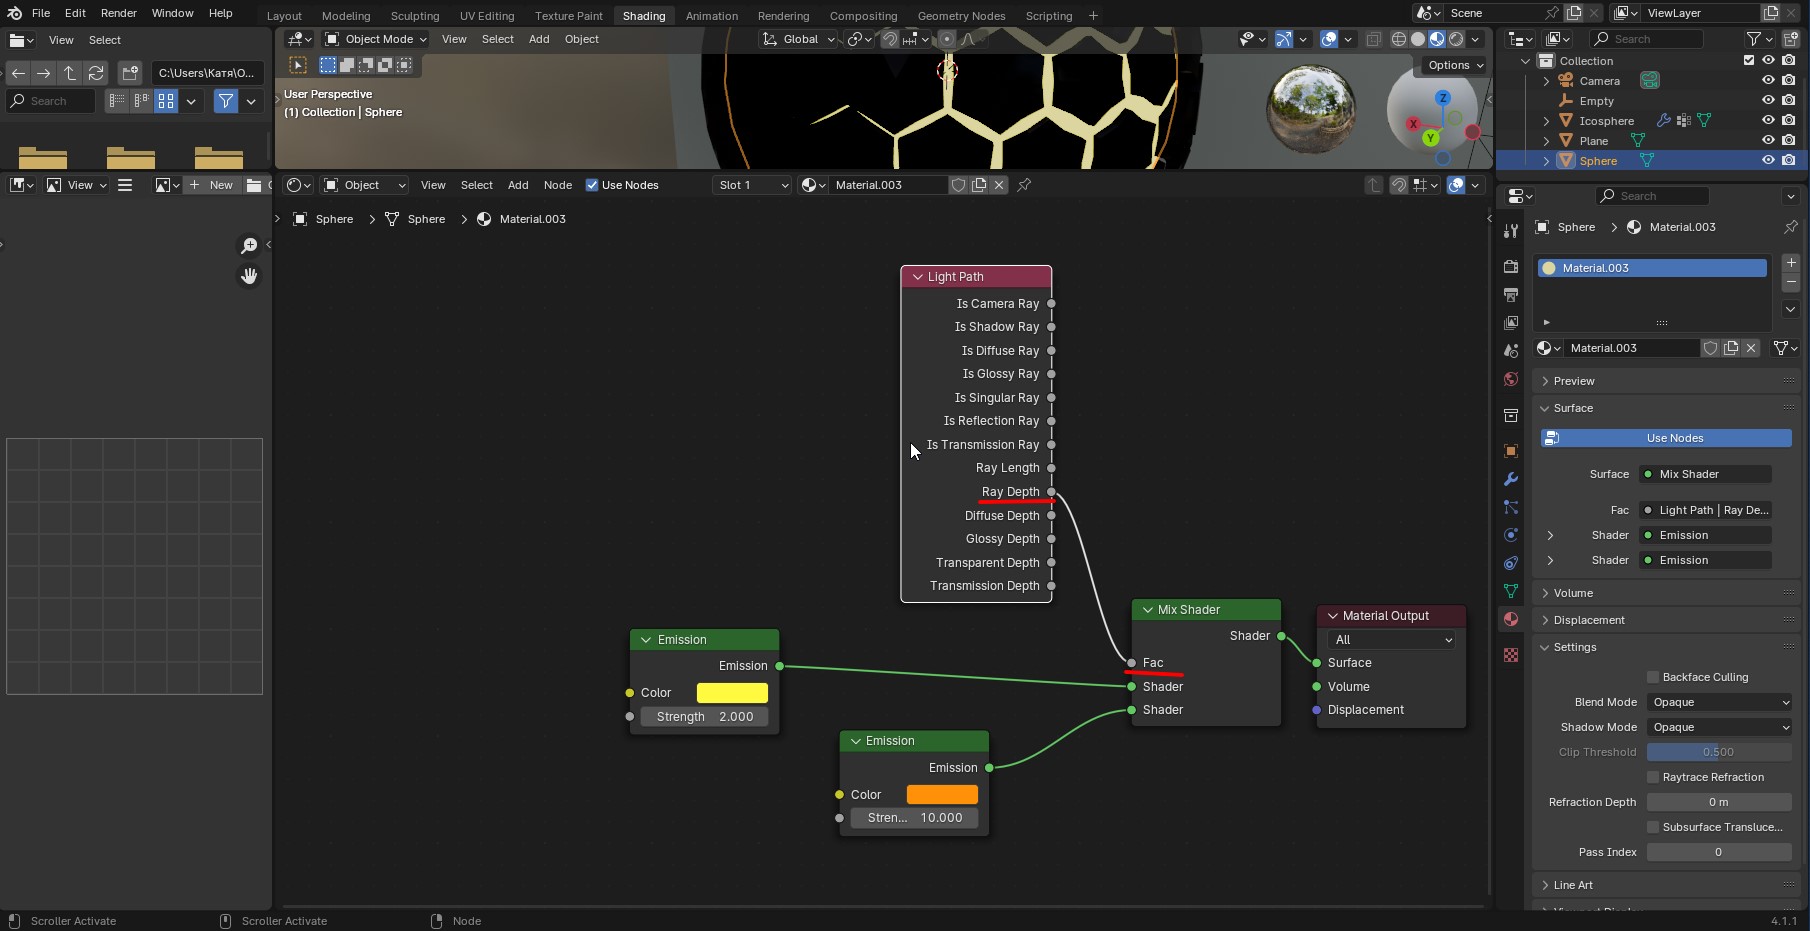 File Edit Render Window Help Layout Modeling Sculpting UV Editing Texture Paint Shading Animation Rendering Compositing Geometry Nodes Scripting + Scene ViewLayer
View Select Object Mode View Select Add Object Global Search
C:\Users\Катя\O... Options Collection
Search Camera
User Perspective Empty
(1) Collection | Sphere Icosphere
Z X Y
Plane
Sphere
View New Object View Select Add Node Use Nodes Slot 1 Material.003 Search
Sphere > Sphere > Material.003 Sphere > Material.003
Material.003
Light Path
Is Camera Ray
Is Shadow Ray
Is Diffuse Ray
Is Glossy Ray
Is Singular Ray
Is Reflection Ray
Is Transmission Ray
Ray Length
Ray Depth
Diffuse Depth
Glossy Depth
Transparent Depth
Transmission Depth
Emission
Emission
Color
Strength 2.000
Emission
Emission
Color
Stren... 10.000
Mix Shader
Shader
Fac
Shader
Shader
Material Output
All
Surface
Volume
Displacement
Material.003
Preview
Surface
Use Nodes
Surface Mix Shader
Fac Light Path | Ray De...
Shader Emission
Shader Emission
Volume
Displacement
Settings
Backface Culling
Blend Mode Opaque
Shadow Mode Opaque
Clip Threshold 0.500
Raytrace Refraction
Refraction Depth 0 m
Subsurface Transluce...
Pass Index 0
Line Art
Scroller Activate Scroller Activate Node 4.1.1